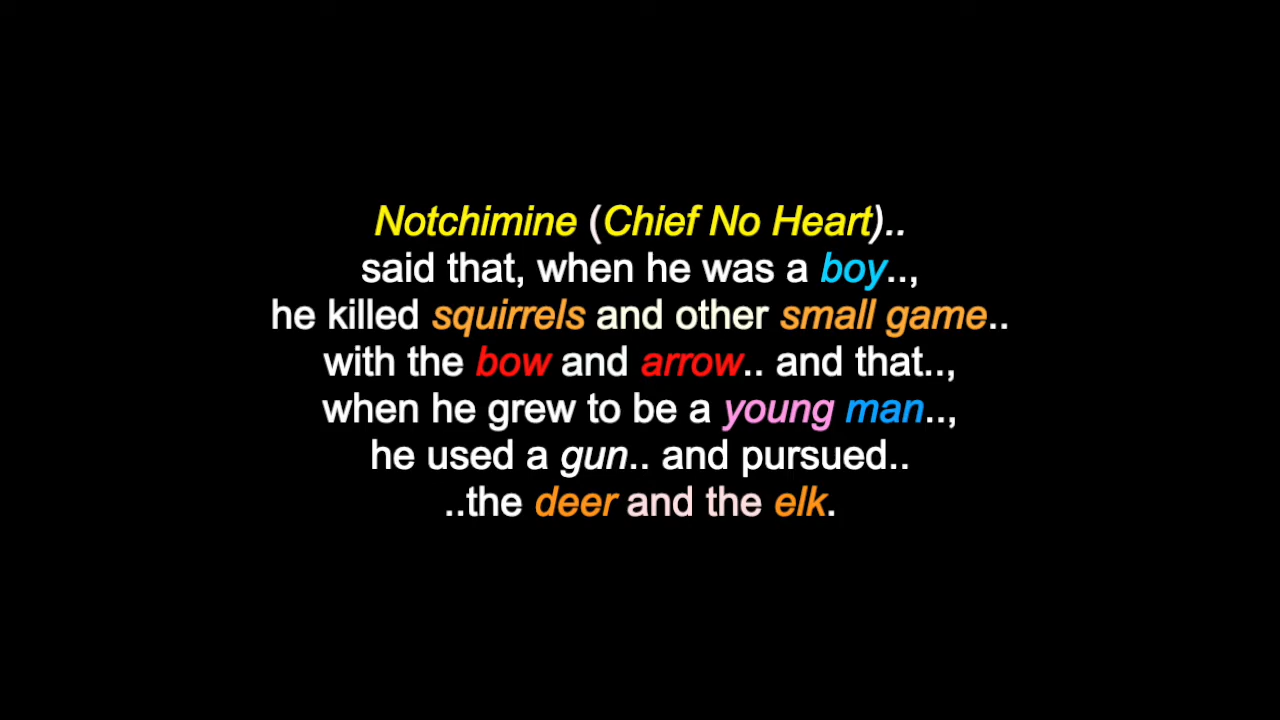 Notchimine (Chief No Heart)..
said that, when he was a boy..,
he killed squirrels and other small game..
with the bow and arrow.. and that..,
when he grew to be a young man..,
he used a gun.. and pursued..
..the deer and the elk.